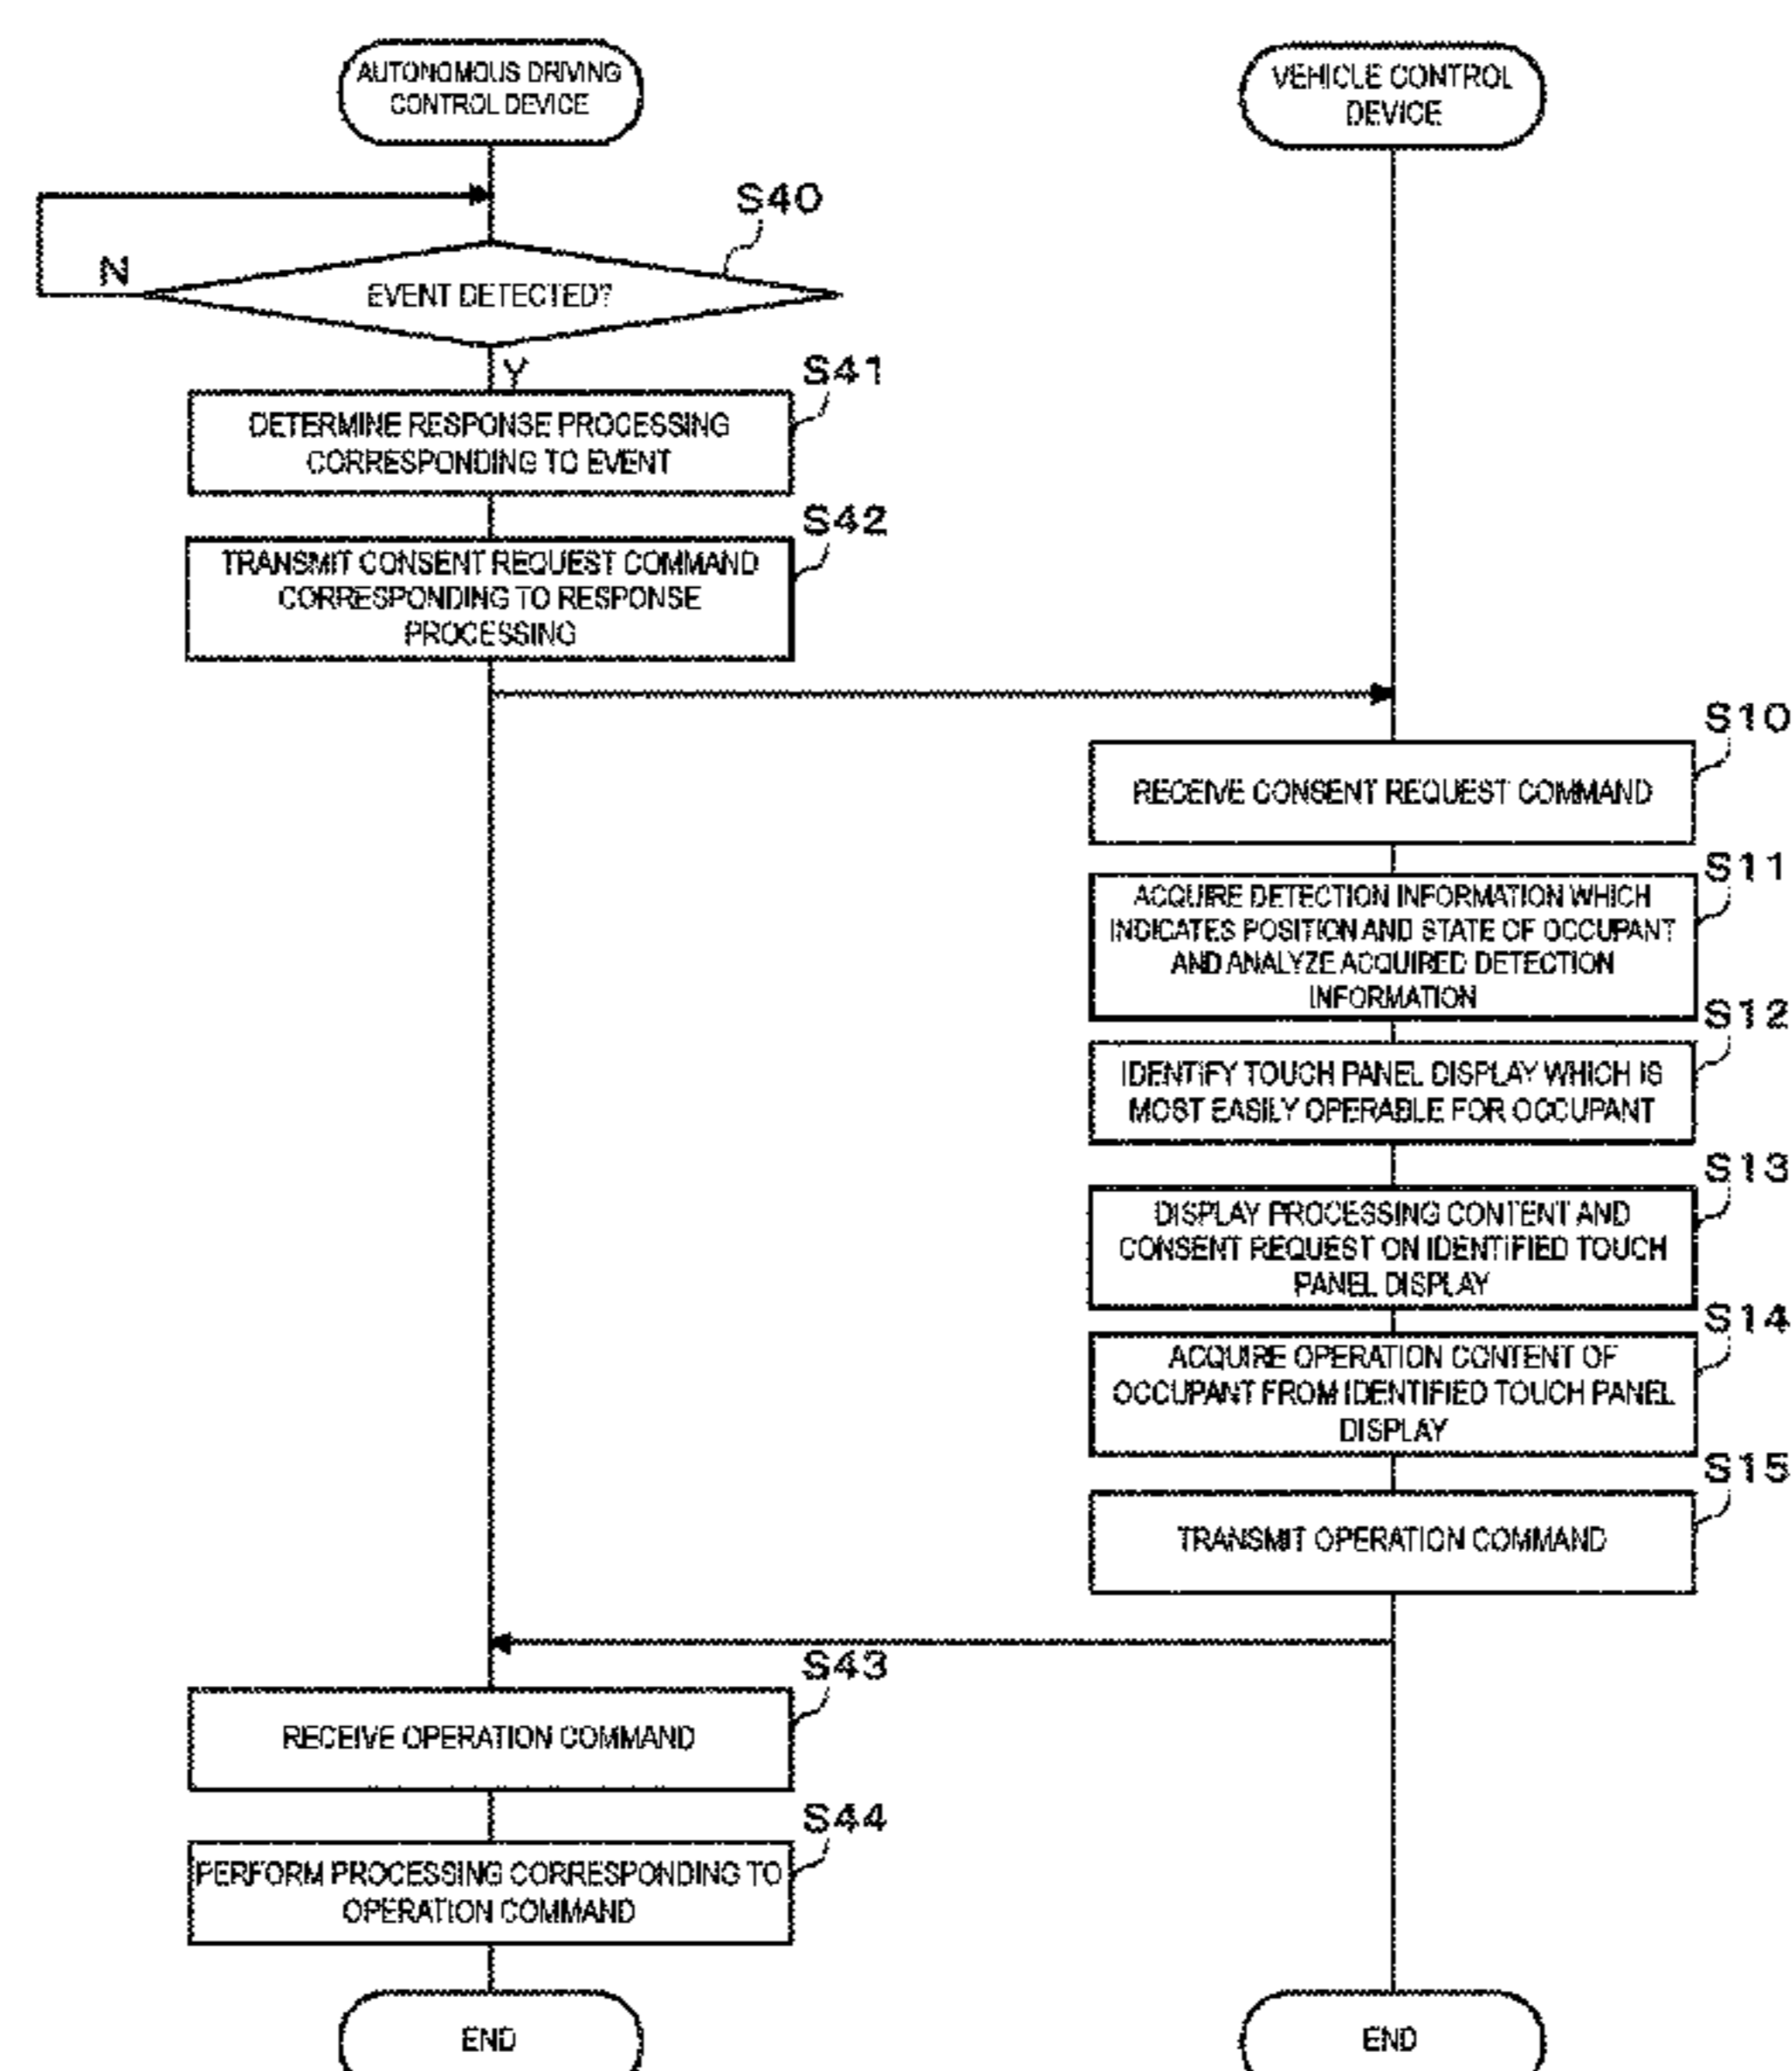 AUTONOMOUS DRIVING
CONTROL DEVICE
VEHICLE CONTROL
DEVICE
S40
N
EVENT DETECTED?
Y
S41
DETERMINE RESPONSE PROCESSING
CORRESPONDING TO EVENT
S42
TRANSMIT CONSENT REQUEST COMMAND
CORRESPONDING TO RESPONSE
PROCESSING
S10
RECEIVE CONSENT REQUEST COMMAND
S11
ACQUIRE DETECTION INFORMATION WHICH
INDICATES POSITION AND STATE OF OCCUPANT
AND ANALYZE ACQUIRED DETECTION
INFORMATION
S12
IDENTIFY TOUCH PANEL DISPLAY WHICH IS
MOST EASILY OPERABLE FOR OCCUPANT
S13
DISPLAY PROCESSING CONTENT AND
CONSENT REQUEST ON IDENTIFIED TOUCH
PANEL DISPLAY
S14
ACQUIRE OPERATION CONTENT OF
OCCUPANT FROM IDENTIFIED TOUCH PANEL
DISPLAY
S15
TRANSMIT OPERATION COMMAND
S43
RECEIVE OPERATION COMMAND
S44
PERFORM PROCESSING CORRESPONDING TO
OPERATION COMMAND
END
END